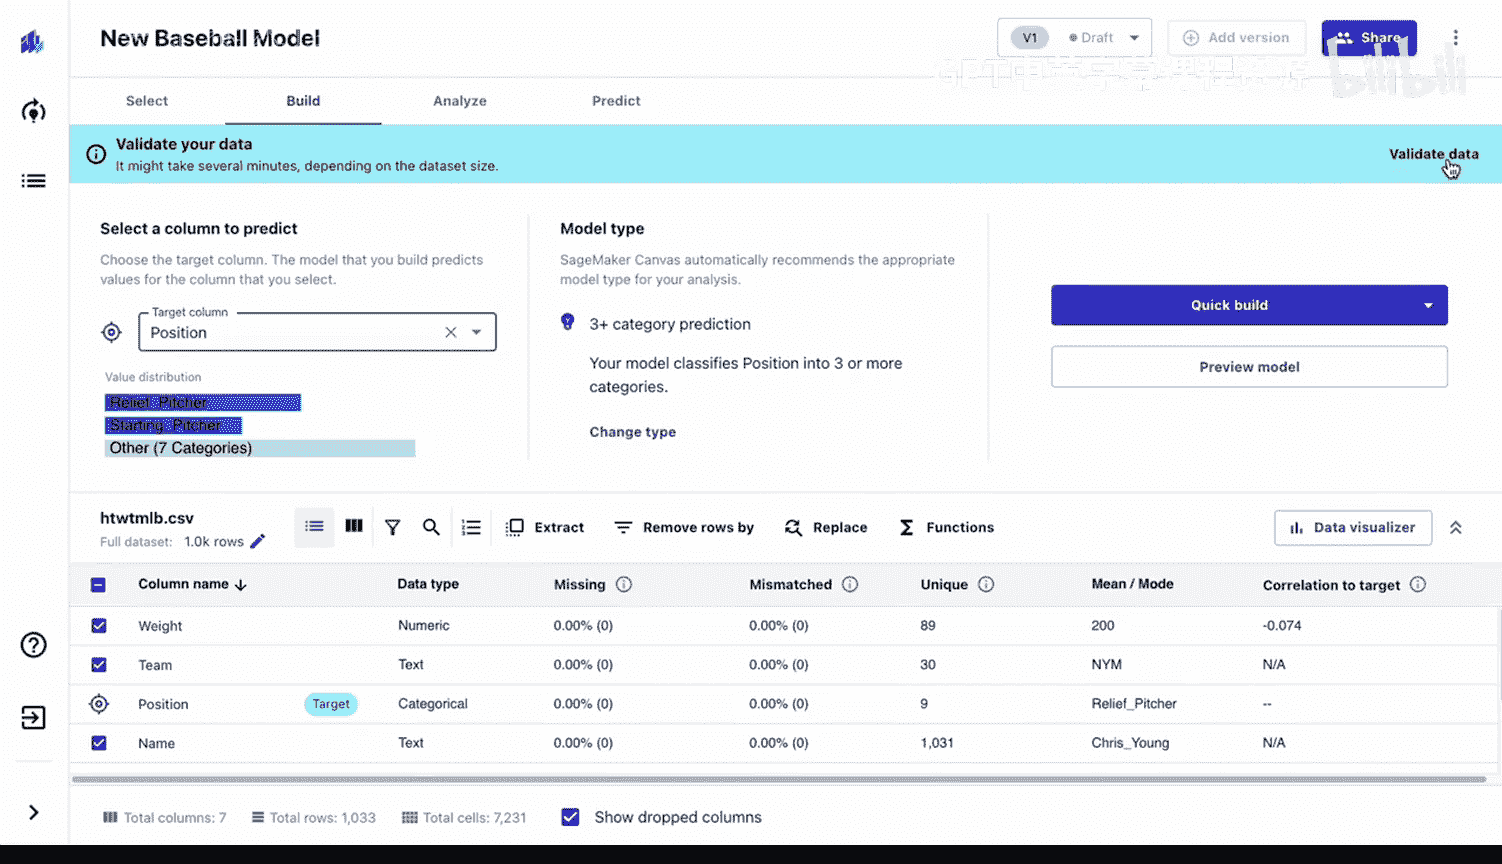 New Baseball Model
V1 Draft Add version Share
Select Build Analyze Predict
Validate your data
It might take several minutes, depending on the dataset size.
Validate data
Select a column to predict
Choose the target column. The model that you build predicts
values for the column that you select.
Target column
Position
Value distribution
Relief_Pitcher
Starting_Pitcher
Other (7 Categories)
Model type
SageMaker Canvas automatically recommends the appropriate
model type for your analysis.
3+ category prediction
Your model classifies Position into 3 or more
categories.
Change type
Quick build
Preview model
htwtmlb.csv
Full dataset: 1.0k rows
Extract Remove rows by Replace Functions
Data visualizer
Column name Data type Missing Mismatched Unique Mean / Mode Correlation to target
Weight Numeric 0.00% (0) 0.00% (0) 89 200 -0.074
Team Text 0.00% (0) 0.00% (0) 30 NYM N/A
Position Target Categorical 0.00% (0) 0.00% (0) 9 Relief_Pitcher --
Name Text 0.00% (0) 0.00% (0) 1,031 Chris_Young N/A
Total columns: 7 Total rows: 1,033 Total cells: 7,231 Show dropped columns
bilibili